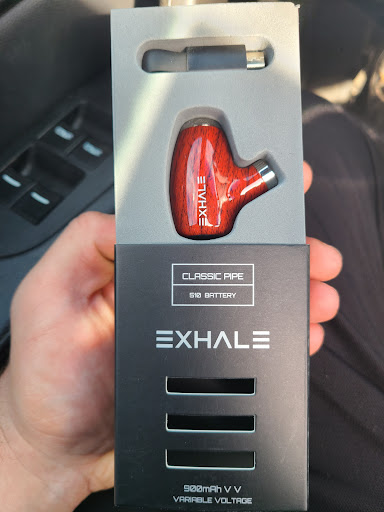 EXHALE
CLASSIC PIPE
510 BATTERY
EXHALE
900mAh V V
VARIABLE VOLTAGE